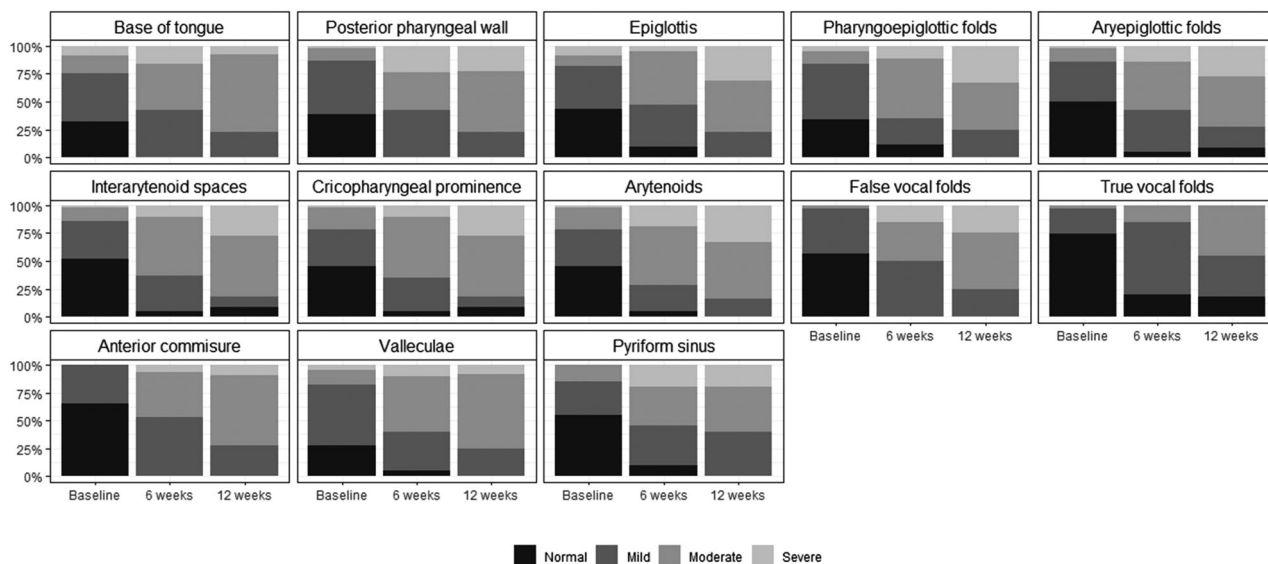 Base of tongue
Posterior pharyngeal wall
Epiglottis
Pharyngoepiglottic folds
Aryepiglottic folds
100%
75%
50%
25%
0%
Interarytenoid spaces
Cricopharyngeal prominence
Arytenoids
False vocal folds
True vocal folds
100%
75%
50%
25%
0%
Baseline 6 weeks 12 weeks
Baseline 6 weeks 12 weeks
Anterior commisure
Valleculae
Pyriform sinus
100%
75%
50%
25%
0%
Baseline 6 weeks 12 weeks
Baseline 6 weeks 12 weeks
Baseline 6 weeks 12 weeks
Normal Mild Moderate Severe